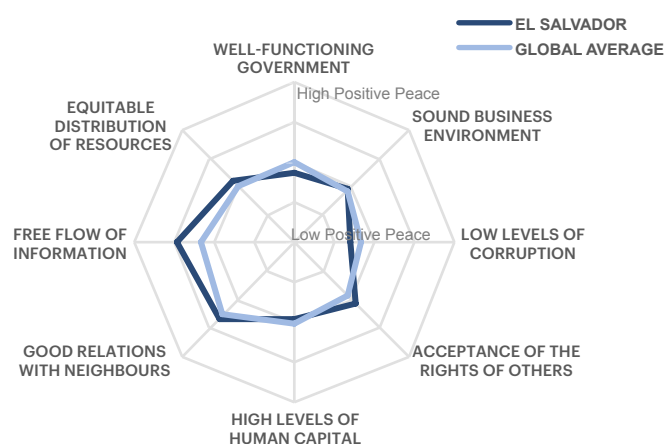 EL SALVADOR
GLOBAL AVERAGE
WELL-FUNCTIONING
GOVERNMENT
High Positive Peace
EQUITABLE
DISTRIBUTION
OF RESOURCES
SOUND BUSINESS
ENVIRONMENT
FREE FLOW OF
INFORMATION
Low Positive Peace
LOW LEVELS OF
CORRUPTION
GOOD RELATIONS
WITH NEIGHBOURS
ACCEPTANCE OF THE
RIGHTS OF OTHERS
HIGH LEVELS OF
HUMAN CAPITAL